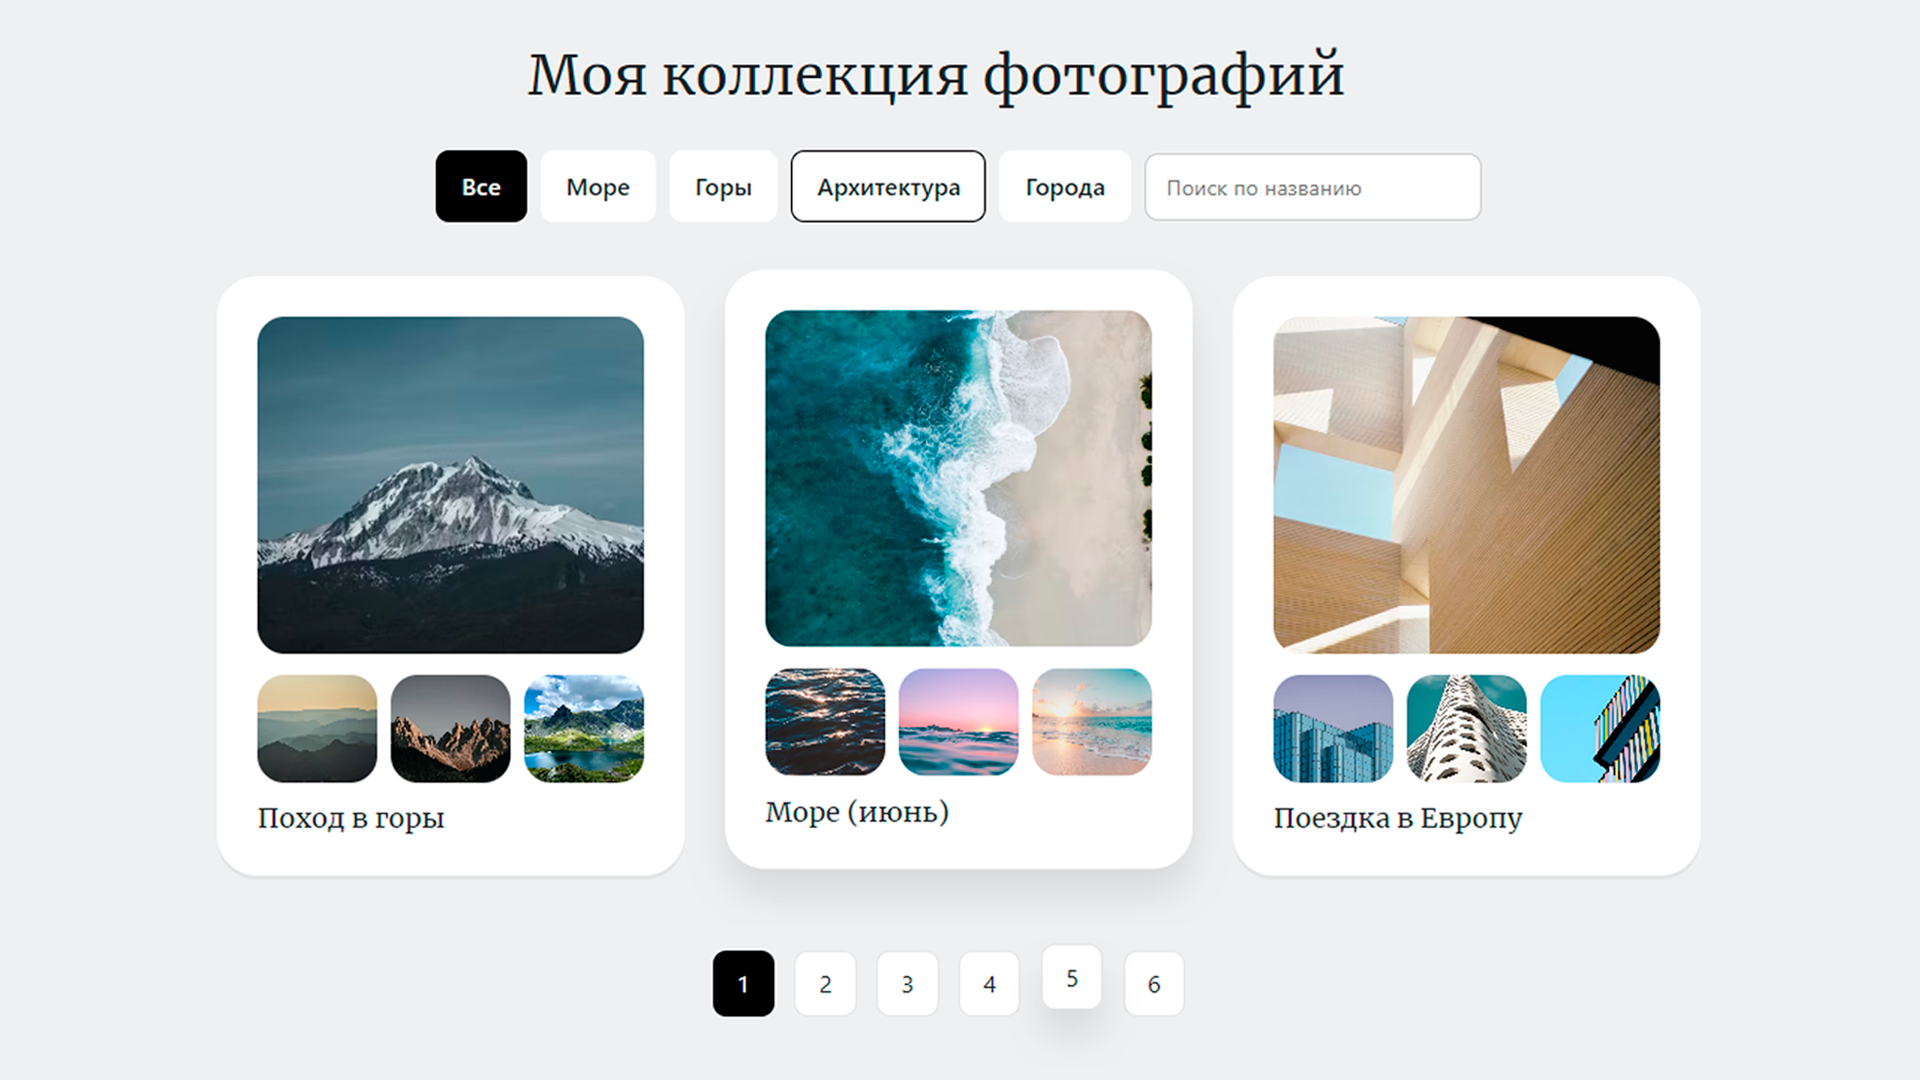 Моя коллекция фотографий
Все Море Горы Архитектура Города Поиск по названию
Поход в горы
Море (июнь)
Поездка в Европу
1 2 3 4 5 6